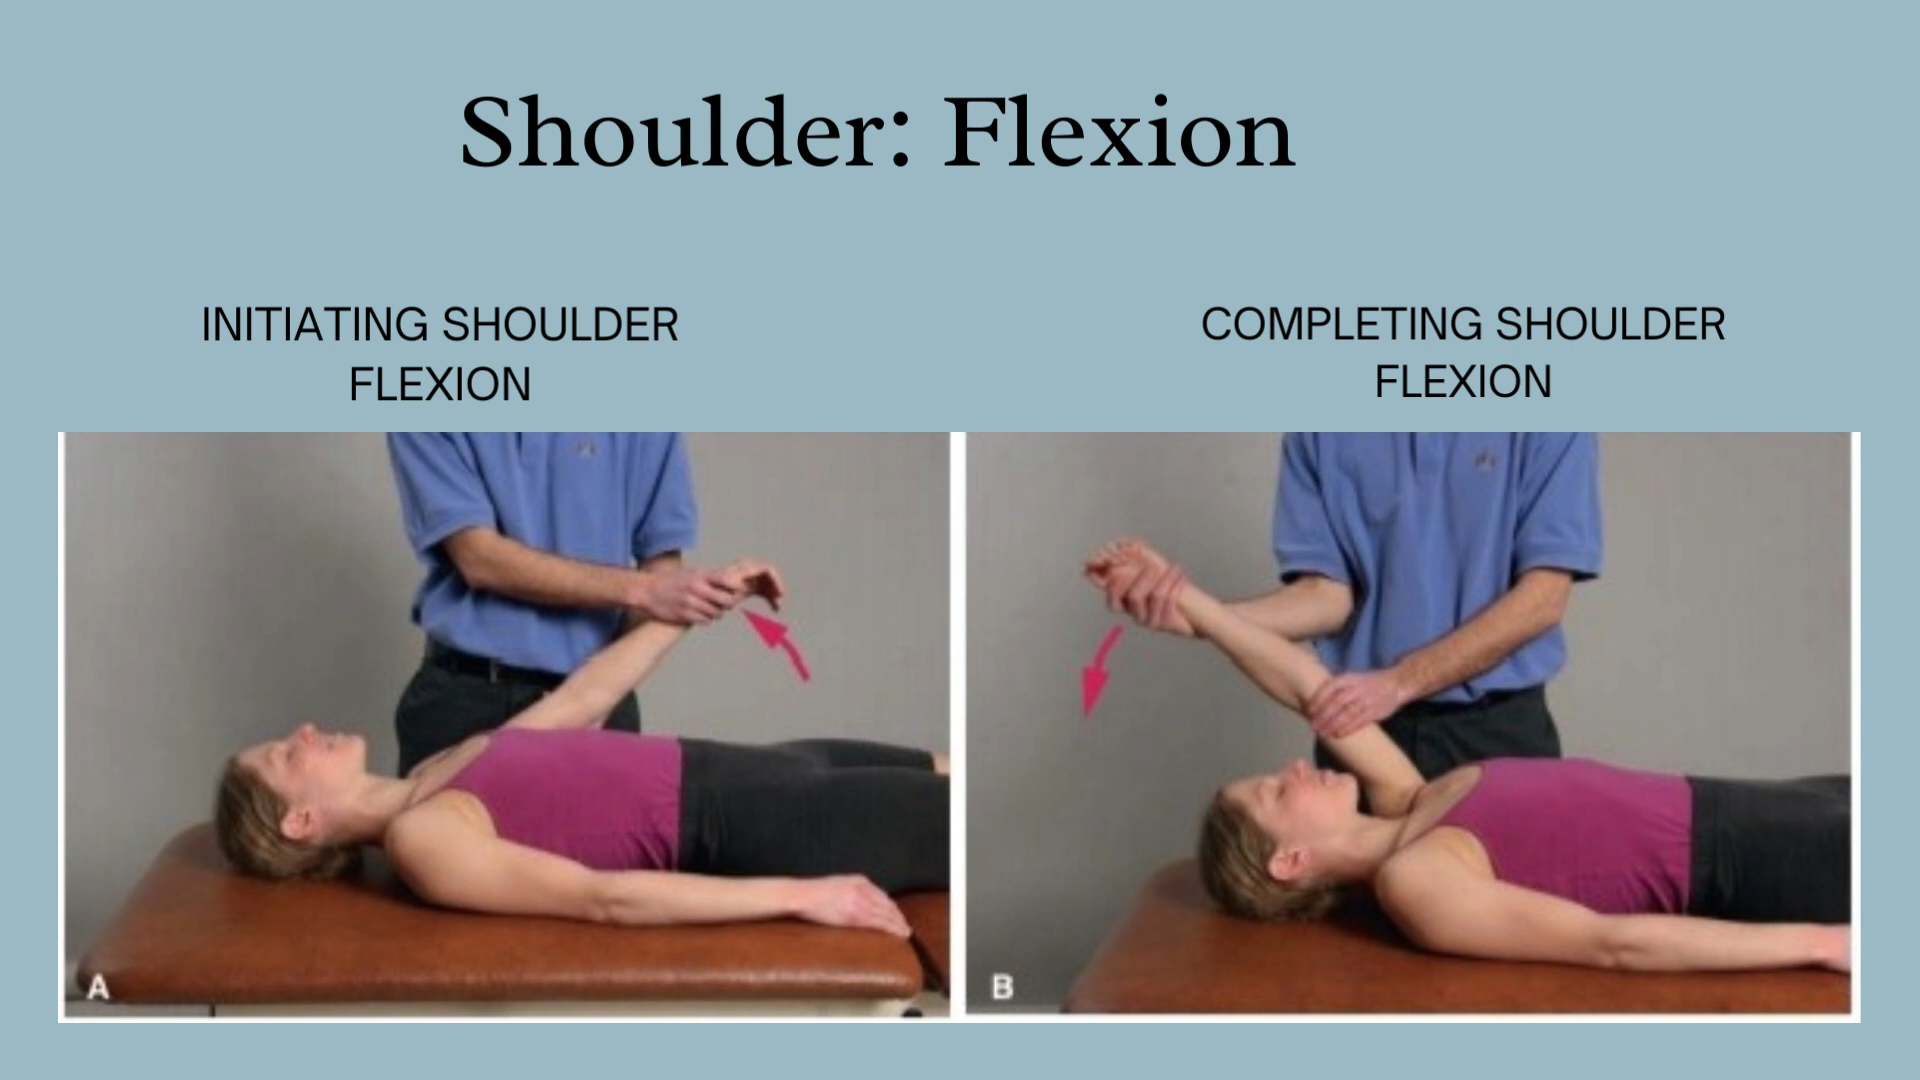 Shoulder: Flexion
INITIATING SHOULDER
FLEXION
COMPLETING SHOULDER
FLEXION
A
B